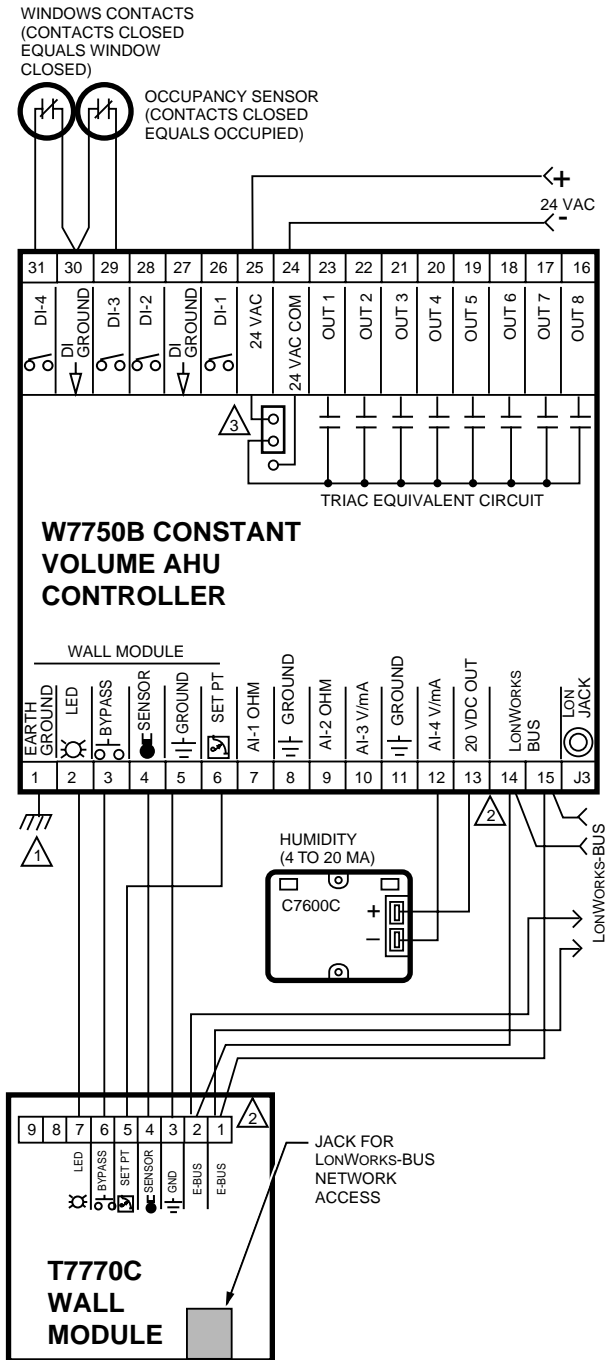 WINDOWS CONTACTS
(CONTACTS CLOSED
EQUALS WINDOW
CLOSED)
OCCUPANCY SENSOR
(CONTACTS CLOSED
EQUALS OCCUPIED)
+
24 VAC
-
31 30 29 28 27 26 25 24 23 22 21 20 19 18 17 16
DI-4
DI
GROUND
DI-3
DI-2
DI
GROUND
DI-1
24 VAC
24 VAC COM
OUT 1
OUT 2
OUT 3
OUT 4
OUT 5
OUT 6
OUT 7
OUT 8
3
TRIAC EQUIVALENT CIRCUIT
W7750B CONSTANT
VOLUME AHU
CONTROLLER
WALL MODULE
EARTH
GROUND
LED
BYPASS
SENSOR
GROUND
SET PT
AI-1 OHM
GROUND
AI-2 OHM
AI-3 V/mA
GROUND
AI-4 V/mA
20 VDC OUT
LONWORKS
BUS
LON
JACK
1 2 3 4 5 6 7 8 9 10 11 12 13 14 15 J3
1
2
HUMIDITY
(4 TO 20 MA)
C7600C
+
−
LONWORKS-BUS
9 8 7 6 5 4 3 2 1
2
LED
BYPASS
SET PT
SENSOR
GND
E-BUS
E-BUS
JACK FOR
LONWORKS-BUS
NETWORK
ACCESS
T7770C
WALL
MODULE